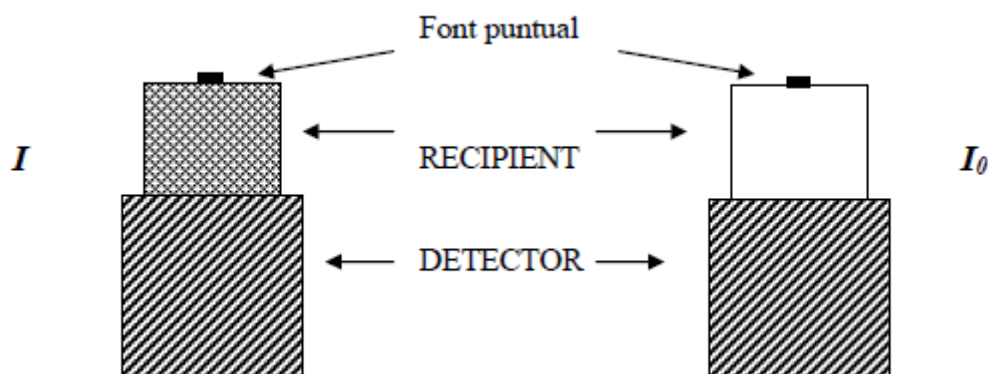 Font puntual
I
RECIPIENT
I₀
DETECTOR